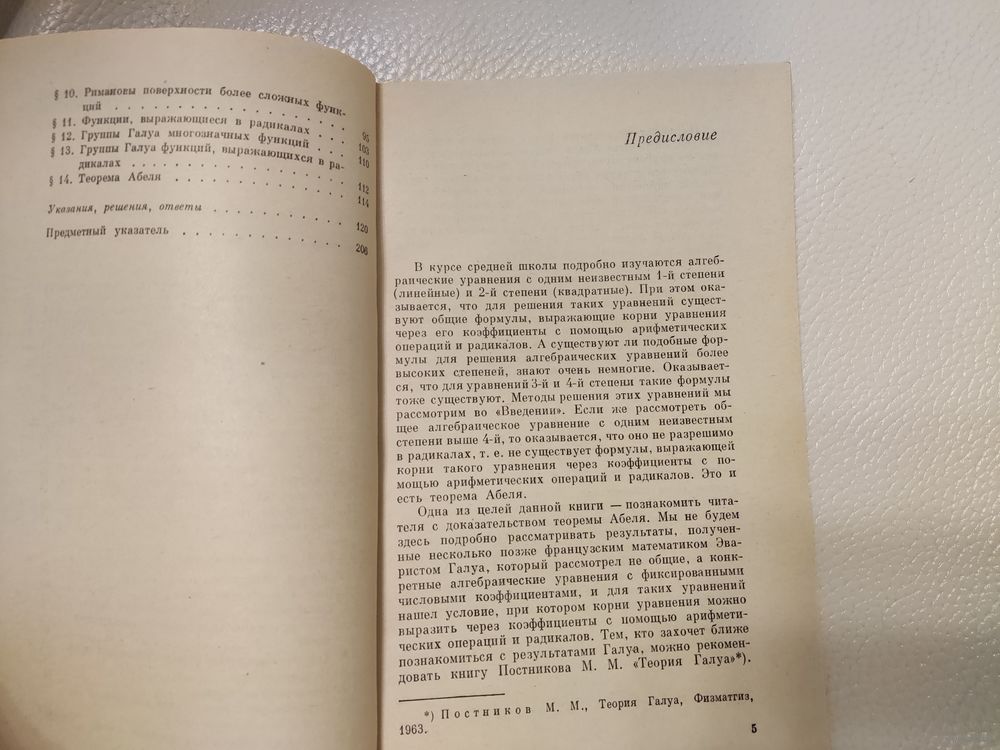 § 10. Римановы поверхности более сложных функ-
ций . . . . . . . . . . . . . . . . . 95
§ 11. Функции, выражающиеся в радикалах . . 103
§ 12. Группы Галуа многозначных функций . . . 110
§ 13. Группы Галуа функций, выражающихся в ра-
дикалах . . . . . . . . . . . . . . . . 112
§ 14. Теорема Абеля . . . . . . . . . . . . . 114
Указания, решения, ответы . . . . . . . . . . 120
Предметный указатель . . . . . . . . . . . . 206
Предисловие
В курсе средней школы подробно изучаются алгеб-
раические уравнения с одним неизвестным 1-й степени
(линейные) и 2-й степени (квадратные). При этом ока-
зывается, что для решения таких уравнений сущест-
вуют общие формулы, выражающие корни уравнения
через его коэффициенты с помощью арифметических
операций и радикалов. А существуют ли подобные фор-
мулы для решения алгебраических уравнений более
высоких степеней, знают очень немногие. Оказывает-
ся, что для уравнений 3-й и 4-й степени такие формулы
тоже существуют. Методы решения этих уравнений мы
рассмотрим во «Введении». Если же рассмотреть об-
щее алгебраическое уравнение с одним неизвестным
степени выше 4-й, то оказывается, что оно не разрешимо
в радикалах, т. е. не существует формулы, выражающей
корни такого уравнения через коэффициенты с по-
мощью арифметических операций и радикалов. Это и
есть теорема Абеля.
Одна из целей данной книги — познакомить чита-
теля с доказательством теоремы Абеля. Мы не будем
здесь подробно рассматривать результаты, получен-
ные несколько позже французским математиком Эва-
ристом Галуа, который рассмотрел не общие, а конк-
ретные алгебраические уравнения с фиксированными
числовыми коэффициентами, и для таких уравнений
нашел условие, при котором корни уравнения можно
выразить через коэффициенты с помощью арифмети-
ческих операций и радикалов. Тем, кто захочет ближе
познакомиться с результатами Галуа, можно рекомен-
довать книгу Постникова М. М. «Теория Галуа»*).
*) Постников М. М., Теория Галуа, Физматгиз,
1963.
5